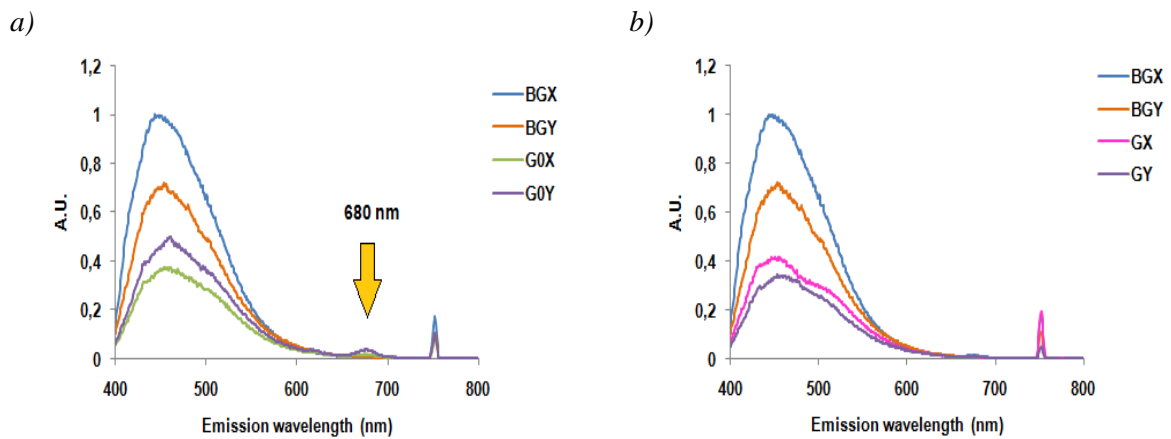 a)
1,2
1
0,8
0,6
0,4
0,2
0
A.U.
400 500 600 700 800
Emission wavelength (nm)
BGX
BGY
G0X
G0Y
680 nm
b)
1,2
1
0,8
0,6
0,4
0,2
0
A.U.
400 500 600 700 800
Emission wavelength (nm)
BGX
BGY
GX
GY